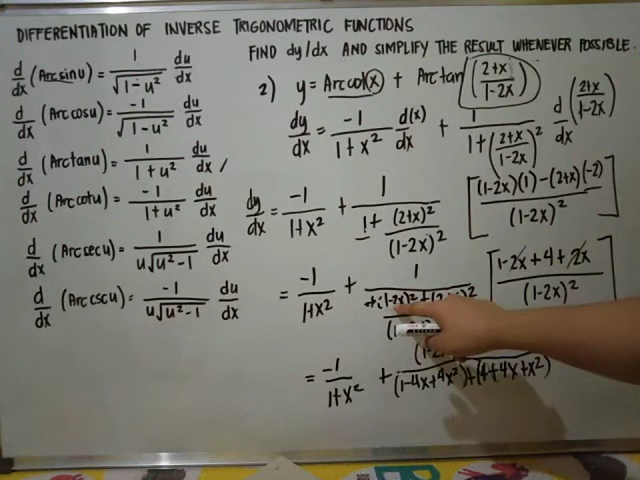 DIFFERENTIATION OF INVERSE TRIGONOMETRIC FUNCTIONS
d/dx (Arcsinu) = 1/√(1-u²) du/dx
d/dx (Arccosu) = -1/√(1-u²) du/dx
d/dx (Arctanu) = 1/(1+u²) du/dx
d/dx (Arccotu) = -1/(1+u²) du/dx
d/dx (Arcsecu) = 1/(u√(u²-1)) du/dx
d/dx (Arccscu) = -1/(u√(u²-1)) du/dx
FIND dy/dx AND SIMPLIFY THE RESULT WHENEVER POSSIBLE.
2) y = Arccot(x) + Arctan((2+x)/(1-2x))
dy/dx = -1/(1+x²) d(x)/dx + 1/(1+((2+x)/(1-2x))²) d/dx ((2+x)/(1-2x))
dy/dx = -1/(1+x²) + 1/(1+(2+x)²/(1-2x)²) [((1-2x)(1)-(2+x)(-2))/(1-2x)²]
= -1/(1+x²) + 1/ (1-2x)² + [(1-2x+4+2x)/(1-2x)²]
= -1/(1+x²) + /(1-4x+4x²)+(4+4x+x²)